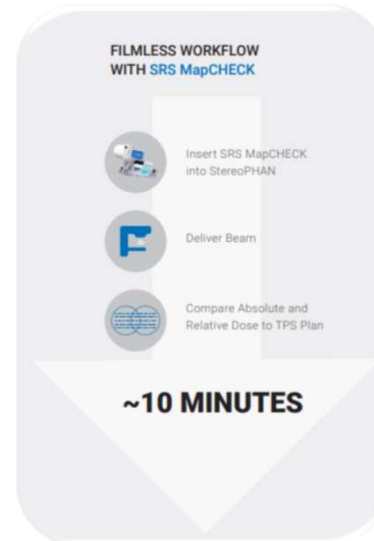 FILMLESS WORKFLOW
WITH SRS MapCHECK
Insert SRS MapCHECK
into StereoPHAN
Deliver Beam
Compare Absolute and
Relative Dose to TPS Plan
~10 MINUTES